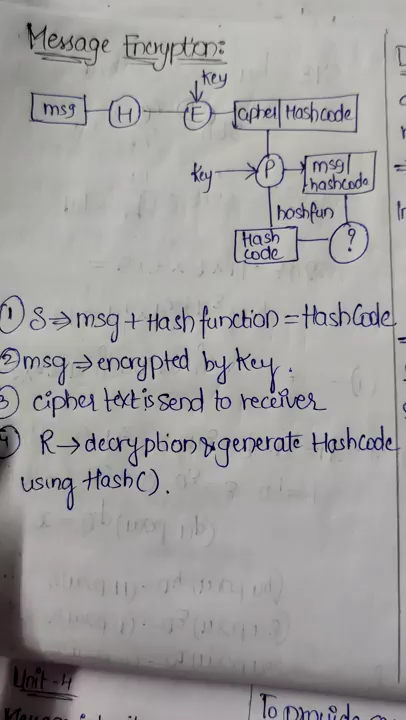 Message Encryption:
key
msg
H
E
cipher | Hashcode
key
P
msg |
hashcode
hashfun
Hash
code
?
① S ⇒ msg + Hash function = HashCode
② msg ⇒ encrypted by key.
③ cipher text is send to receiver
④ R → decryption & generate Hashcode
using Hash().
Unit-4
To provide